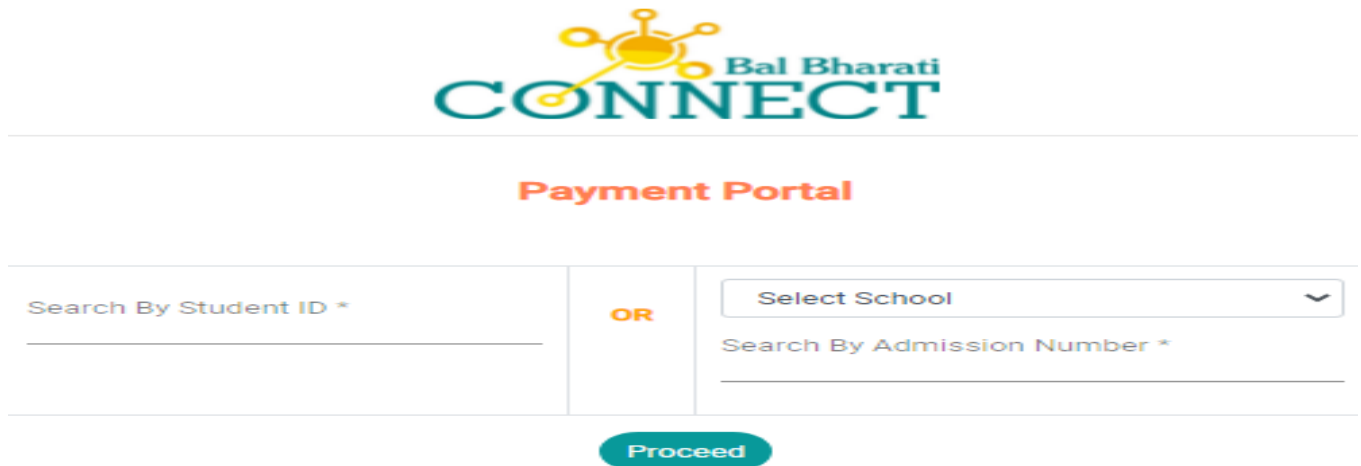 Bal Bharati
CONNECT
Payment Portal
Search By Student ID *
OR
Select School
Search By Admission Number *
Proceed